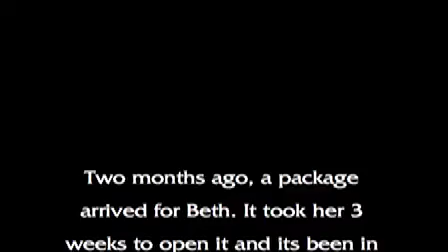 Two months ago, a package
arrived for Beth. It took her 3
weeks to open it and its been in